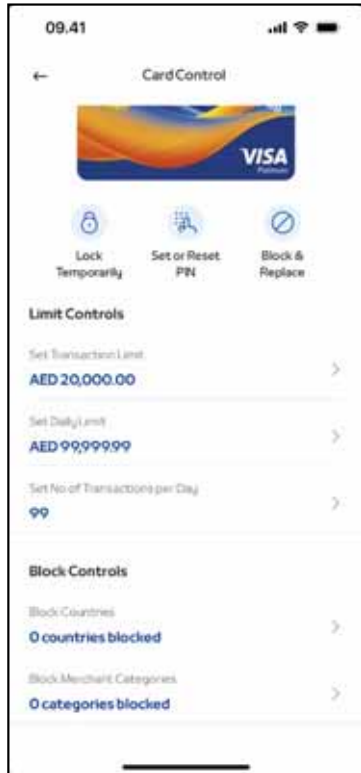 09.41
Card Control
VISA
Platinum
Lock
Temporarily
Set or Reset
PIN
Block &
Replace
Limit Controls
Set Transaction Limit
AED 20,000.00
Set Daily Limit
AED 99,999.99
Set No of Transactions per Day
99
Block Controls
Block Countries
0 countries blocked
Block Merchant Categories
0 categories blocked